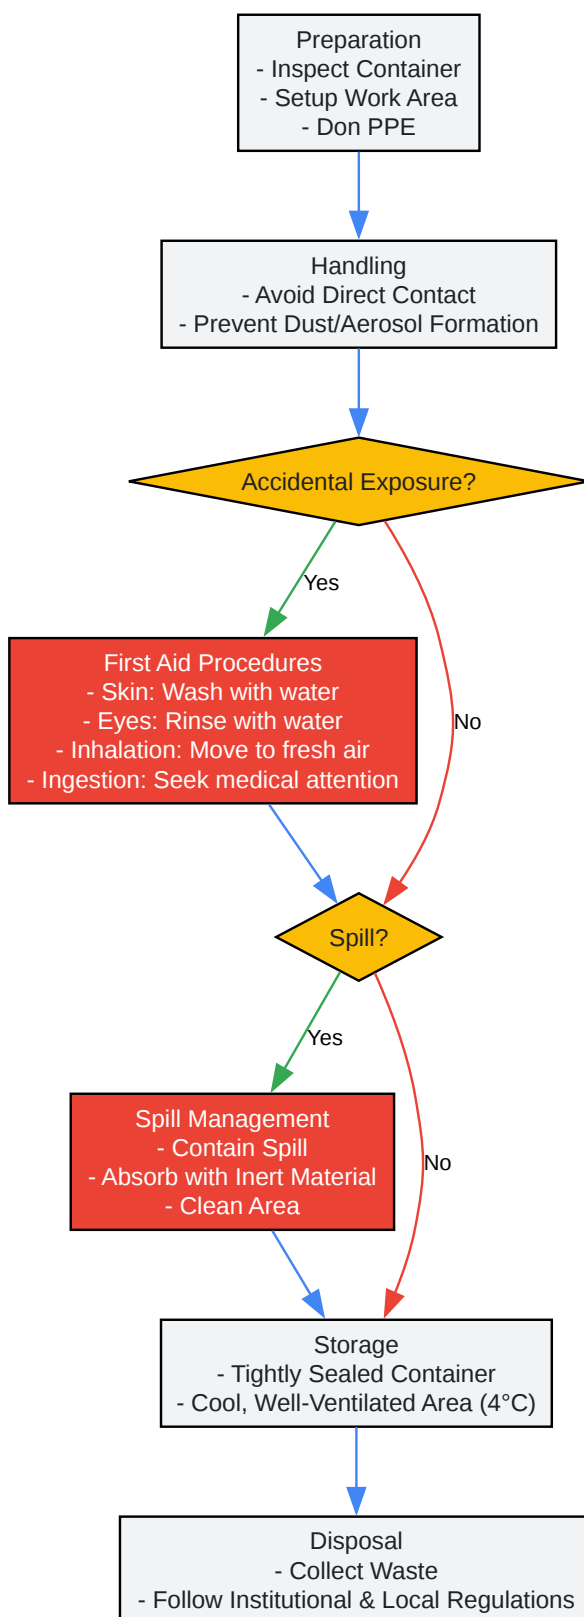 Preparation
- Inspect Container
- Setup Work Area
- Don PPE
Handling
- Avoid Direct Contact
- Prevent Dust/Aerosol Formation
Accidental Exposure?
Yes
First Aid Procedures
- Skin: Wash with water
- Eyes: Rinse with water
- Inhalation: Move to fresh air
- Ingestion: Seek medical attention
No
Spill?
Yes
Spill Management
- Contain Spill
- Absorb with Inert Material
- Clean Area
No
Storage
- Tightly Sealed Container
- Cool, Well-Ventilated Area (4°C)
Disposal
- Collect Waste
- Follow Institutional & Local Regulations